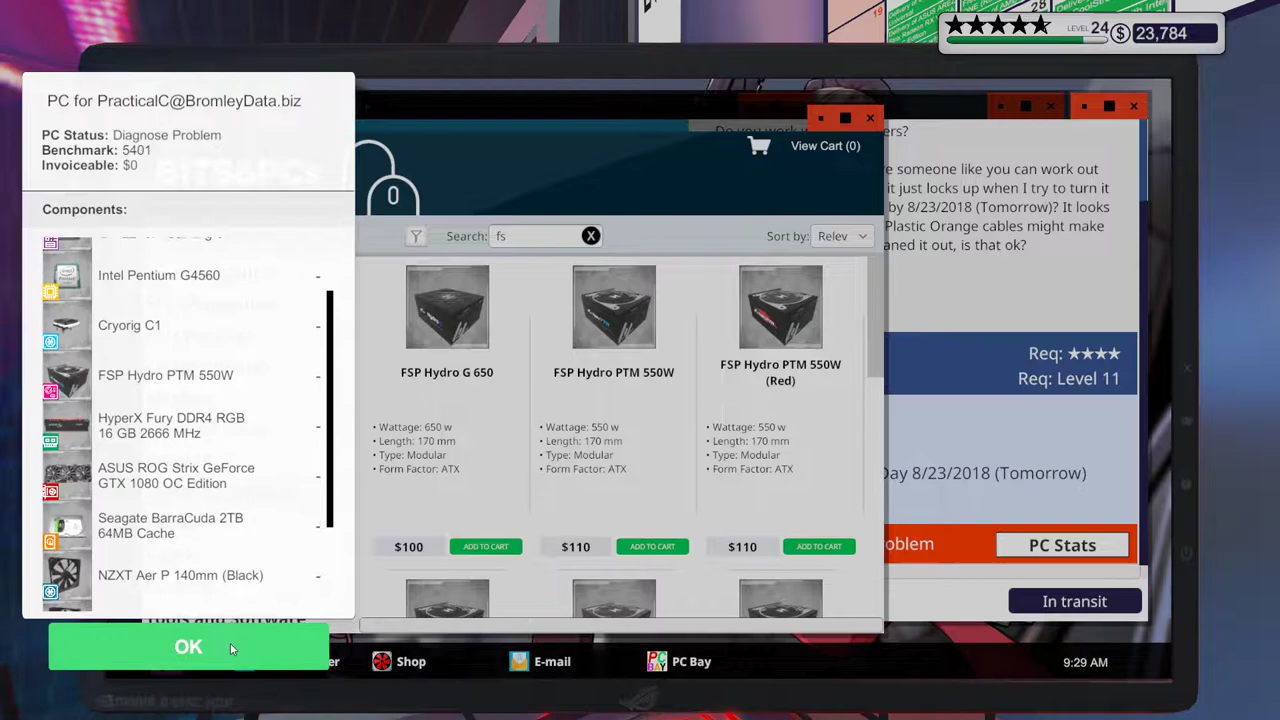 LEVEL 24 $ 23,784
PC for PracticalC@BromleyData.biz
PC Status: Diagnose Problem
Benchmark: 5401
Invoiceable: $0
Components:
Intel Pentium G4560 -
Cryorig C1 -
FSP Hydro PTM 550W -
HyperX Fury DDR4 RGB
16 GB 2666 MHz -
ASUS ROG Strix GeForce
GTX 1080 OC Edition -
Seagate BarraCuda 2TB
64MB Cache -
NZXT Aer P 140mm (Black) -
OK
View Cart (0)
Search: fs X
Sort by: Relev
FSP Hydro G 650
• Wattage: 650 w
• Length: 170 mm
• Type: Modular
• Form Factor: ATX
$100 ADD TO CART
FSP Hydro PTM 550W
• Wattage: 550 w
• Length: 170 mm
• Type: Modular
• Form Factor: ATX
$110 ADD TO CART
FSP Hydro PTM 550W
(Red)
• Wattage: 550 w
• Length: 170 mm
• Type: Modular
• Form Factor: ATX
$110 ADD TO CART
Do you work ers?
e someone like you can work out
it just locks up when I try to turn it
by 8/23/2018 (Tomorrow)? It looks
Plastic Orange cables might make
aned it out, is that ok?
Req: ★★★★
Req: Level 11
Day 8/23/2018 (Tomorrow)
oblem PC Stats
In transit
er Shop E-mail PC Bay 9:29 AM